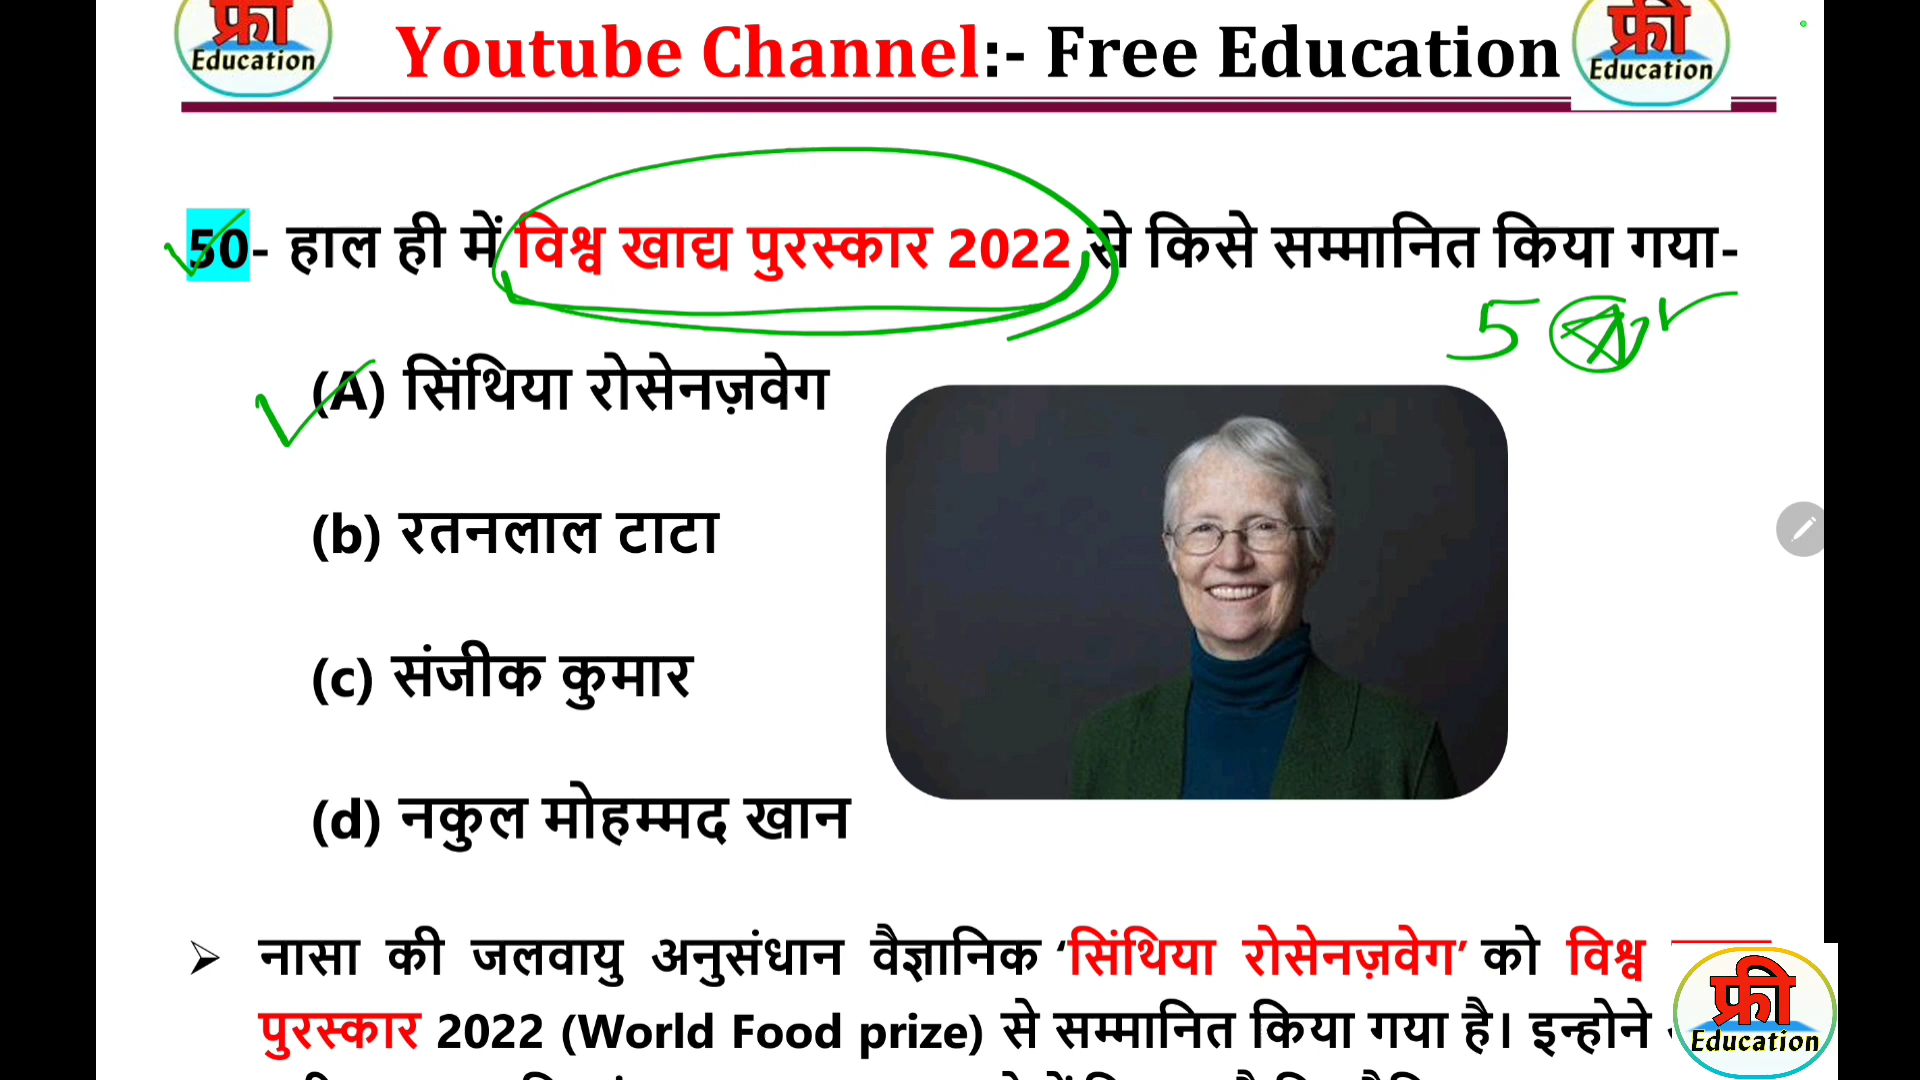 फ्री
Education
Youtube Channel:- Free Education
फ्री
Education
50- हाल ही में विश्व खाद्य पुरस्कार 2022 से किसे सम्मानित किया गया-
5
(A) सिंथिया रोसेनज़वेग
(b) रतनलाल टाटा
(c) संजीक कुमार
(d) नकुल मोहम्मद खान
➢ नासा की जलवायु अनुसंधान वैज्ञानिक ‘सिंथिया रोसेनज़वेग’ को विश्व
पुरस्कार 2022 (World Food prize) से सम्मानित किया गया है। इन्होने
फ्री
Education